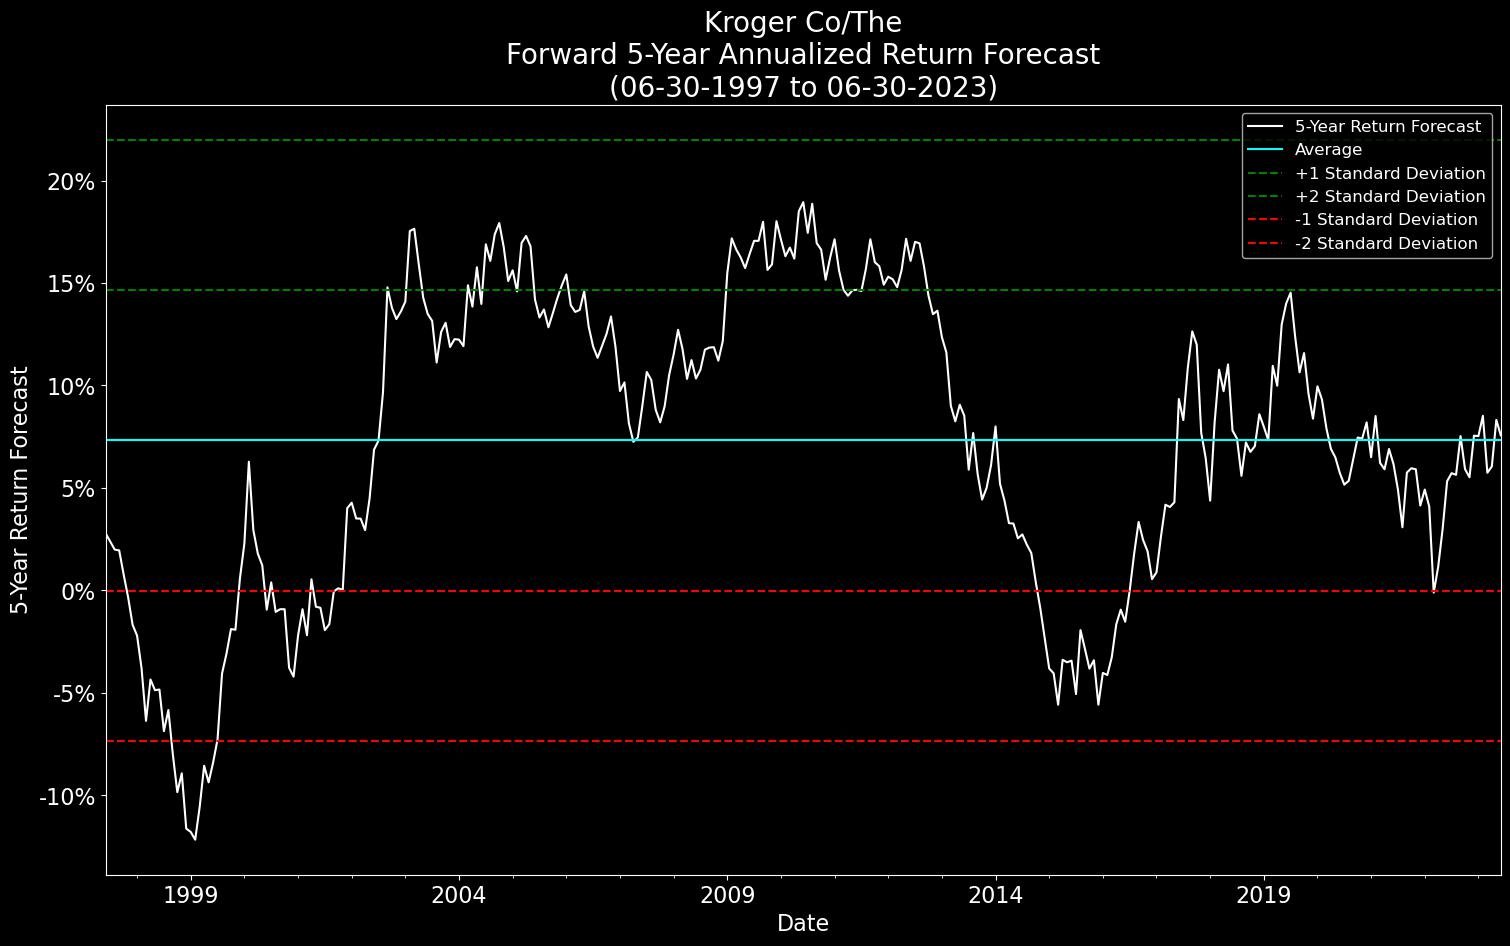 Kroger Co/The
Forward 5-Year Annualized Return Forecast
(06-30-1997 to 06-30-2023)
5-Year Return Forecast
Average
+1 Standard Deviation
+2 Standard Deviation
-1 Standard Deviation
-2 Standard Deviation
5-Year Return Forecast
20%
15%
10%
5%
0%
-5%
-10%
1999
2004
2009
2014
2019
Date